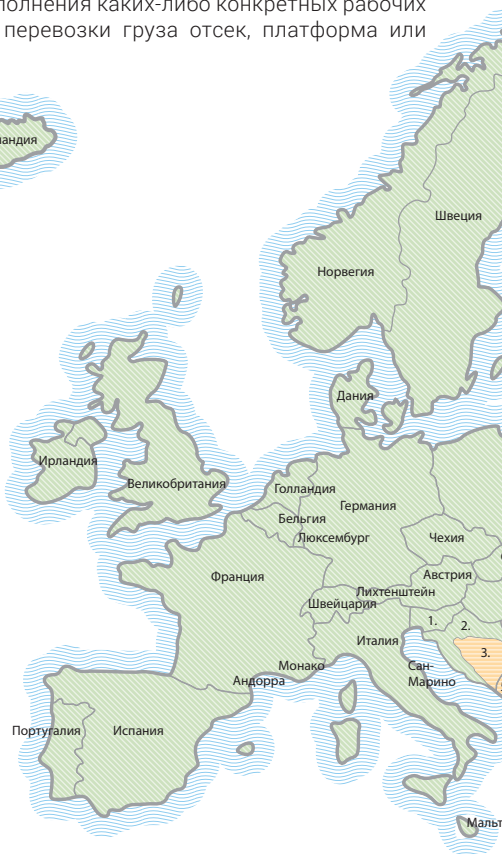 полнения каких-либо конкретных рабочих
перевозки груза отсек, платформа или
андия
Швеция
Норвегия
Дания
Ирландия
Великобритания
Голландия
Германия
Бельгия
Люксембург
Чехия
Франция
Австрия
Лихтенштейн
Швейцария
1.
2.
Италия
3.
Монако
Сан-
Марино
Андорра
Португалия
Испания
Мальт